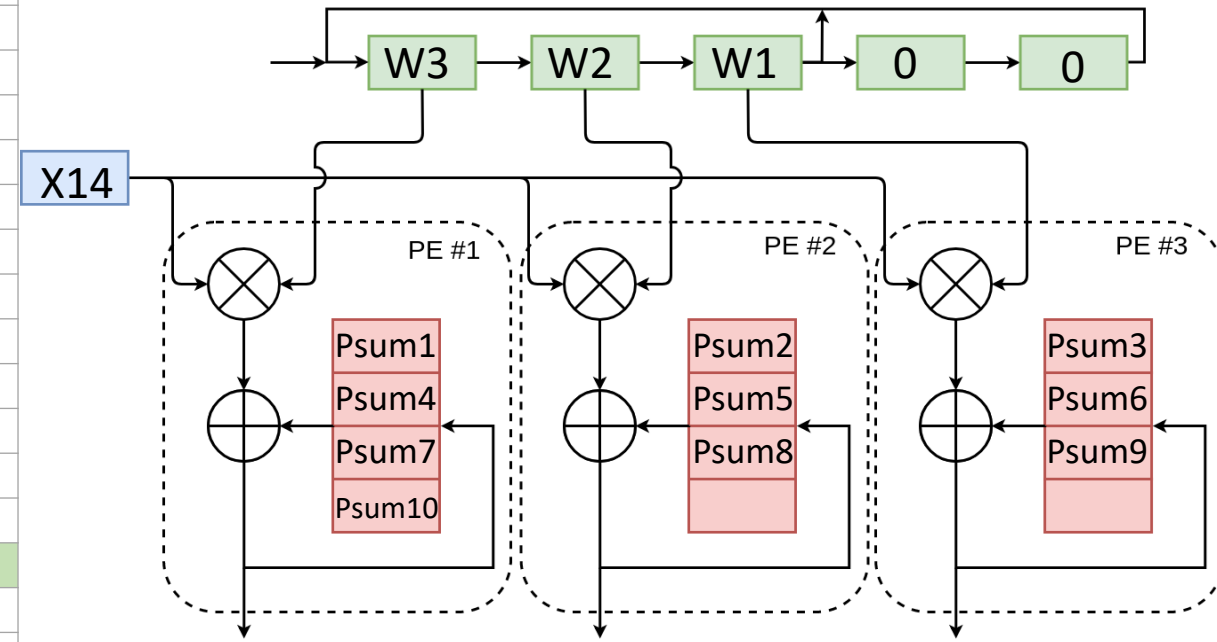 W3 W2 W1 0 0
X14
PE #1 PE #2 PE #3
Psum1 Psum2 Psum3
Psum4 Psum5 Psum6
Psum7 Psum8 Psum9
Psum10